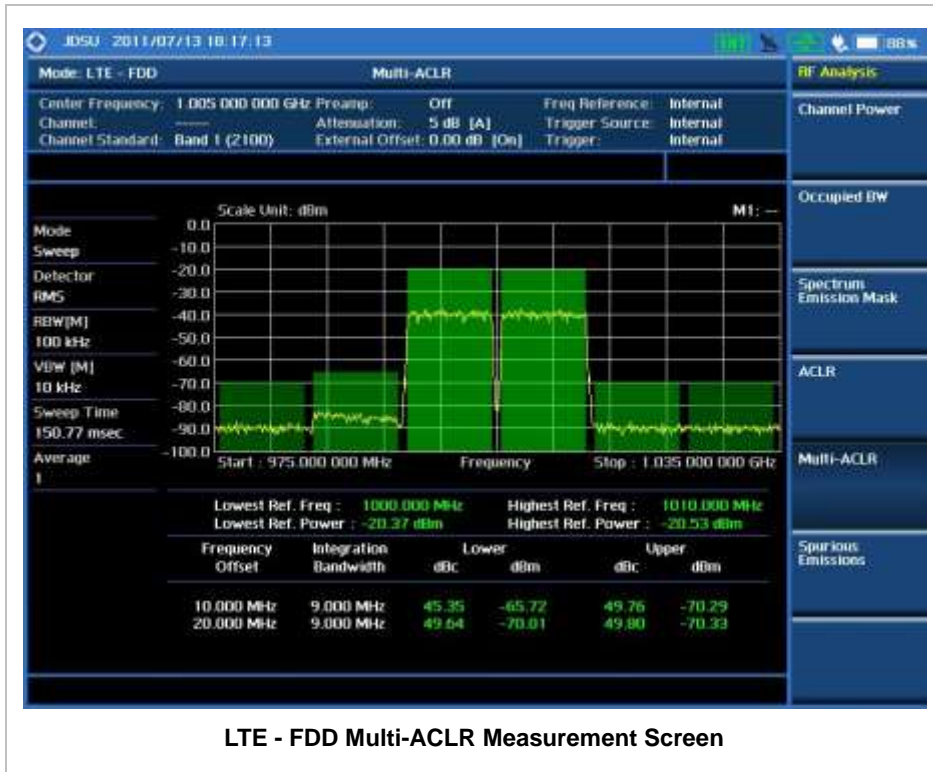 JDSU 2011/07/13 18:17:13
88%
Mode: LTE - FDD
Multi-ACLR
RF Analysis
Center Frequency: 1.005 000 000 GHz Preamp: Off Freq Reference: Internal
Channel: ----- Attenuation: 5 dB [A] Trigger Source: Internal
Channel Standard: Band 1 (2100) External Offset: 0.00 dB [On] Trigger: Internal
Channel Power
Occupied BW
Spectrum
Emission Mask
ACLR
Multi-ACLR
Spurious
Emissions
Scale Unit: dBm
M1: --
Mode
Sweep
Detector
RMS
RBW[M]
100 kHz
VBW [M]
10 kHz
Sweep Time
150.77 msec
Average
1
0.0
-10.0
-20.0
-30.0
-40.0
-50.0
-60.0
-70.0
-80.0
-90.0
-100.0
Start : 975.000 000 MHz Frequency Stop : 1.035 000 000 GHz
Lowest Ref. Freq : 1000.000 MHz Highest Ref. Freq : 1010.000 MHz
Lowest Ref. Power : -20.37 dBm Highest Ref. Power : -20.53 dBm
Frequency Integration Lower Upper
Offset Bandwidth dBc dBm dBc dBm
10.000 MHz 9.000 MHz 45.35 -65.72 49.76 -70.29
20.000 MHz 9.000 MHz 49.64 -70.01 49.80 -70.33
LTE - FDD Multi-ACLR Measurement Screen